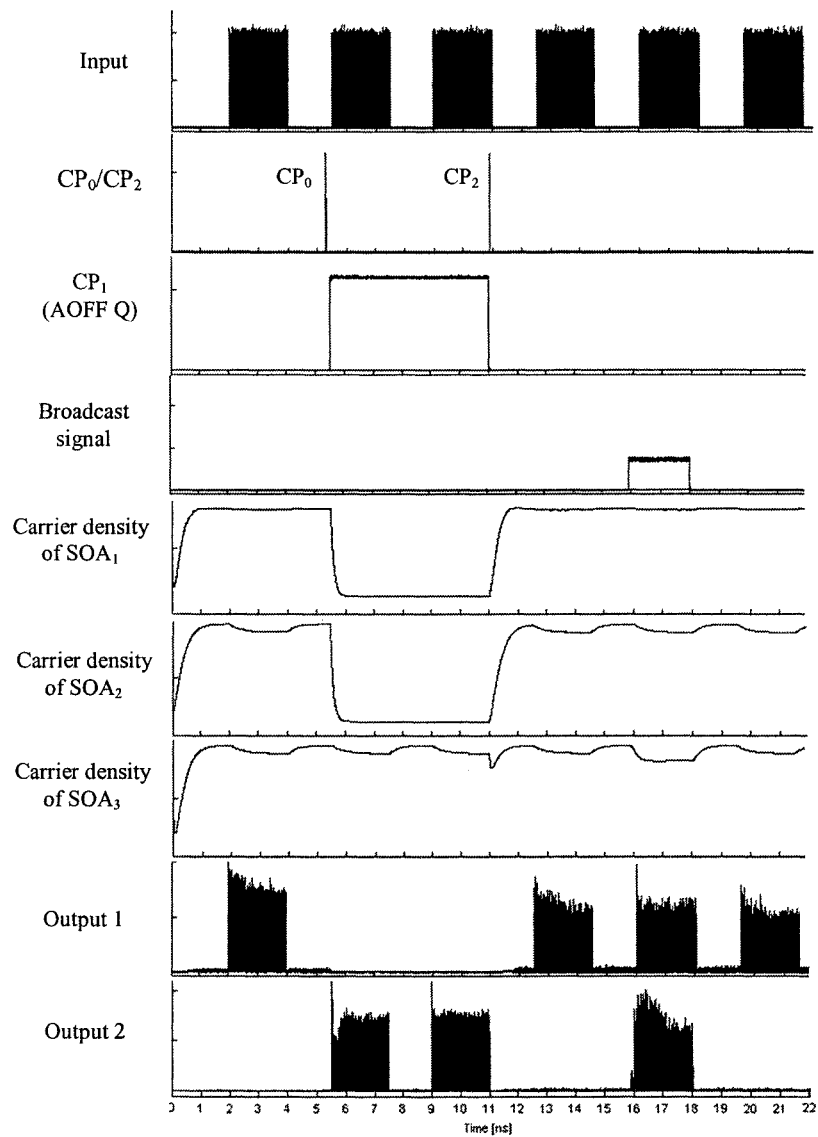 Input
CP₀/CP₂
CP₀
CP₂
CP₁
(AOFF Q)
Broadcast
signal
Carrier density
of SOA₁
Carrier density
of SOA₂
Carrier density
of SOA₃
Output 1
Output 2
0 1 2 3 4 5 6 7 8 9 10 11 12 13 14 15 16 17 18 19 20 21 22
Time [ns]